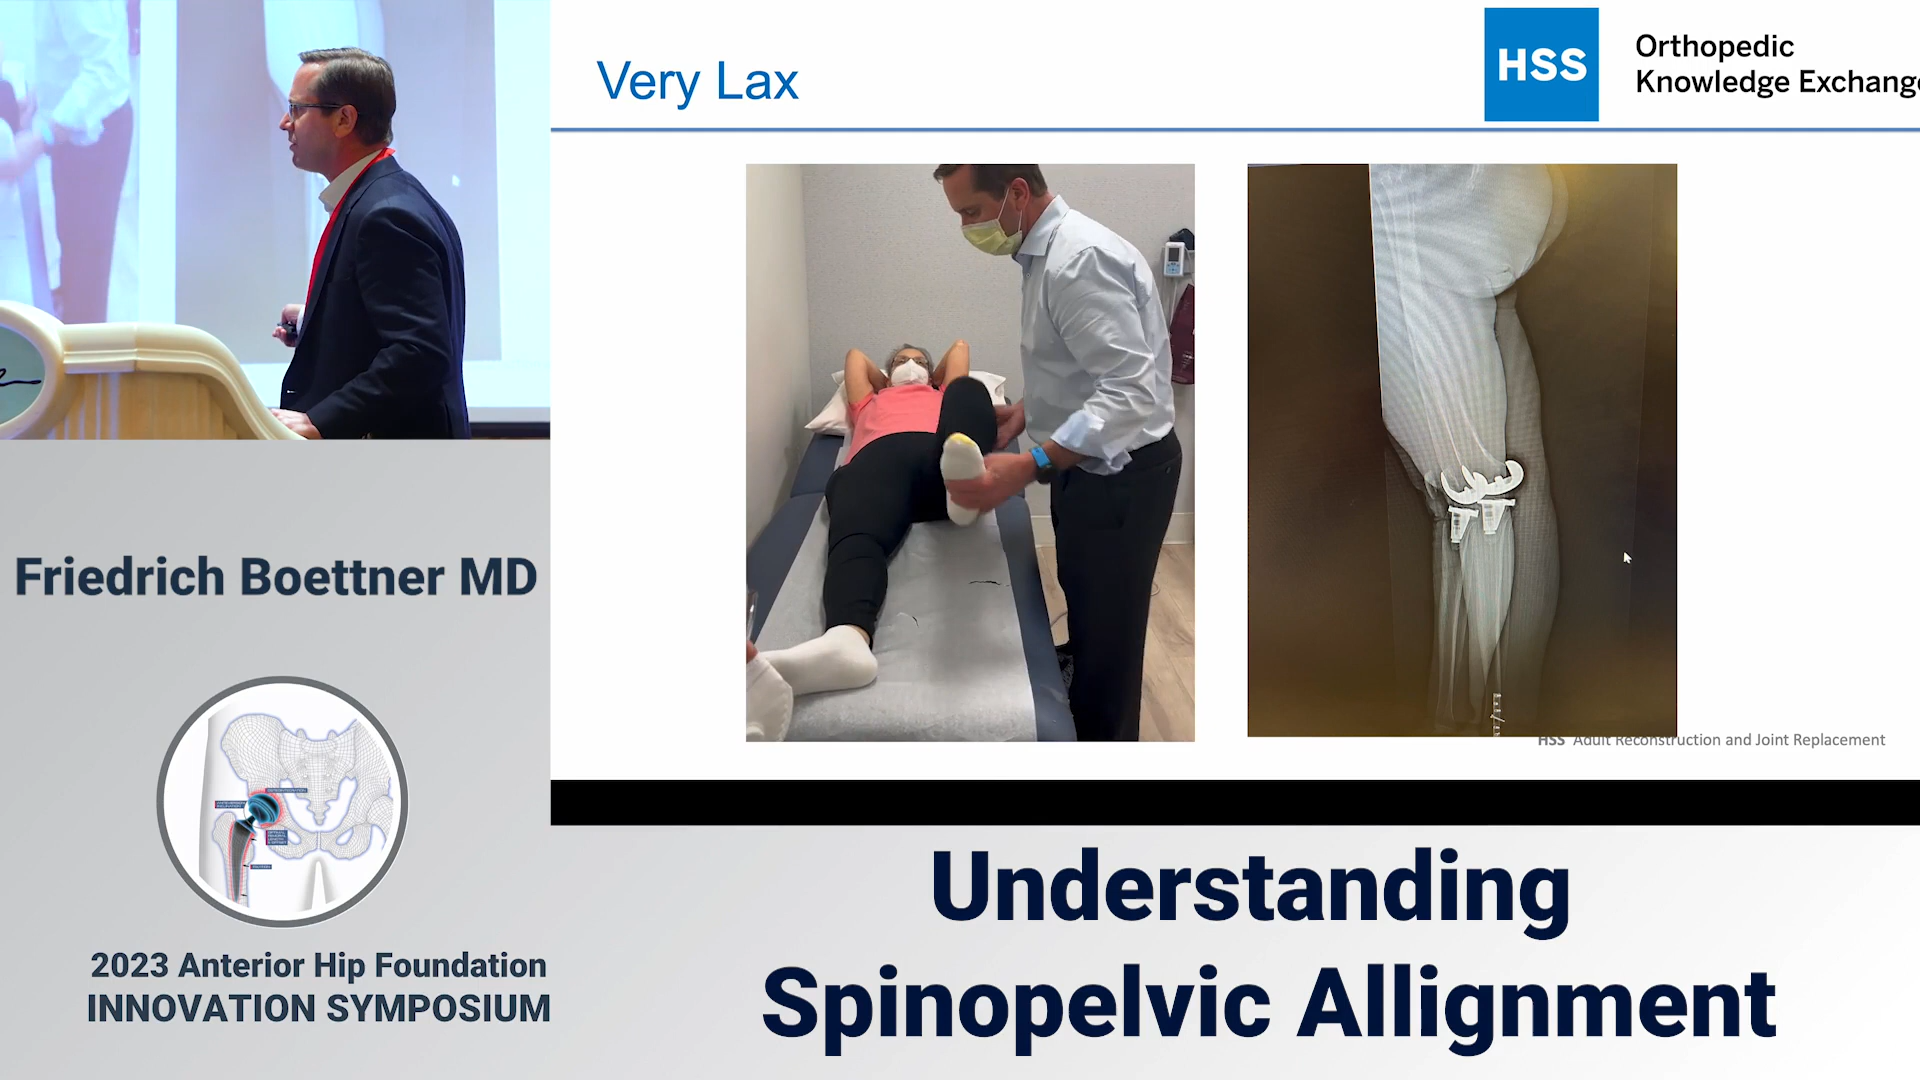 Very Lax
HSS
Orthopedic
Knowledge Exchange
HSS Adult Reconstruction and Joint Replacement
Friedrich Boettner MD
2023 Anterior Hip Foundation
INNOVATION SYMPOSIUM
Understanding
Spinopelvic Allignment